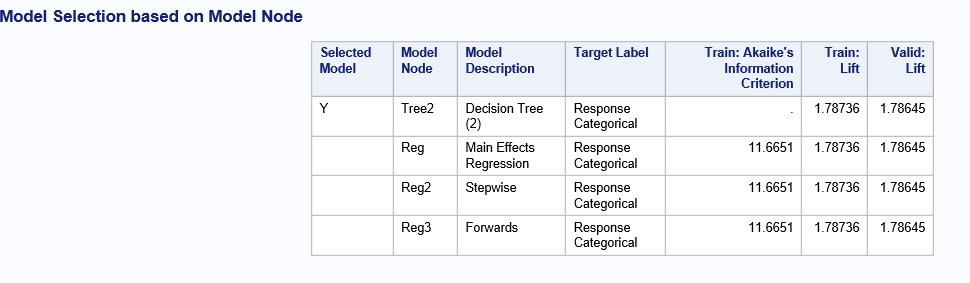 Model Selection based on Model Node
Selected Model Model Node Model Description Target Label Train: Akaike's Information Criterion Train: Lift Valid: Lift
Y Tree2 Decision Tree (2) Response Categorical . 1.78736 1.78645
Reg Main Effects Regression Response Categorical 11.6651 1.78736 1.78645
Reg2 Stepwise Response Categorical 11.6651 1.78736 1.78645
Reg3 Forwards Response Categorical 11.6651 1.78736 1.78645